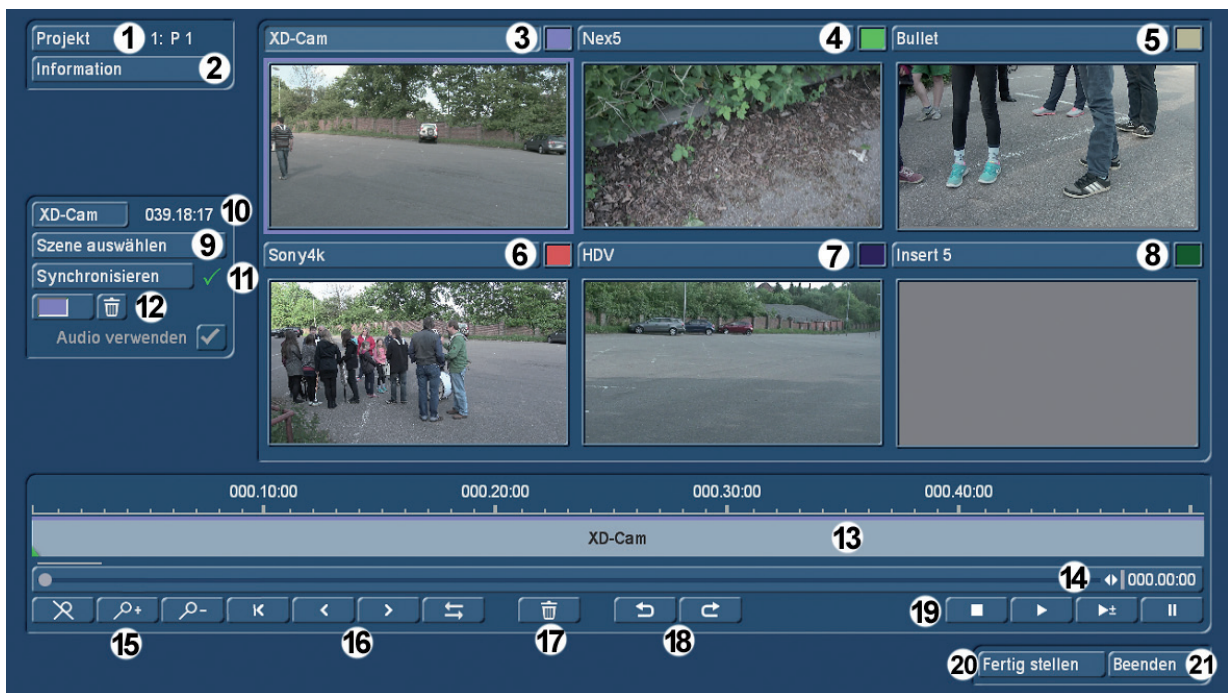 Projekt 1 1: P 1
Information 2
XD-Cam 3
Nex5 4
Bullet 5
XD-Cam 039.18:17 10
Szene auswählen 9
Synchronisieren 11
12
Audio verwenden
Sony4k 6
HDV 7
Insert 5 8
000.10:00 000.20:00 000.30:00 000.40:00
XD-Cam 13
14 000.00:00
15 16 17 18 19
20 Fertig stellen Beenden 21